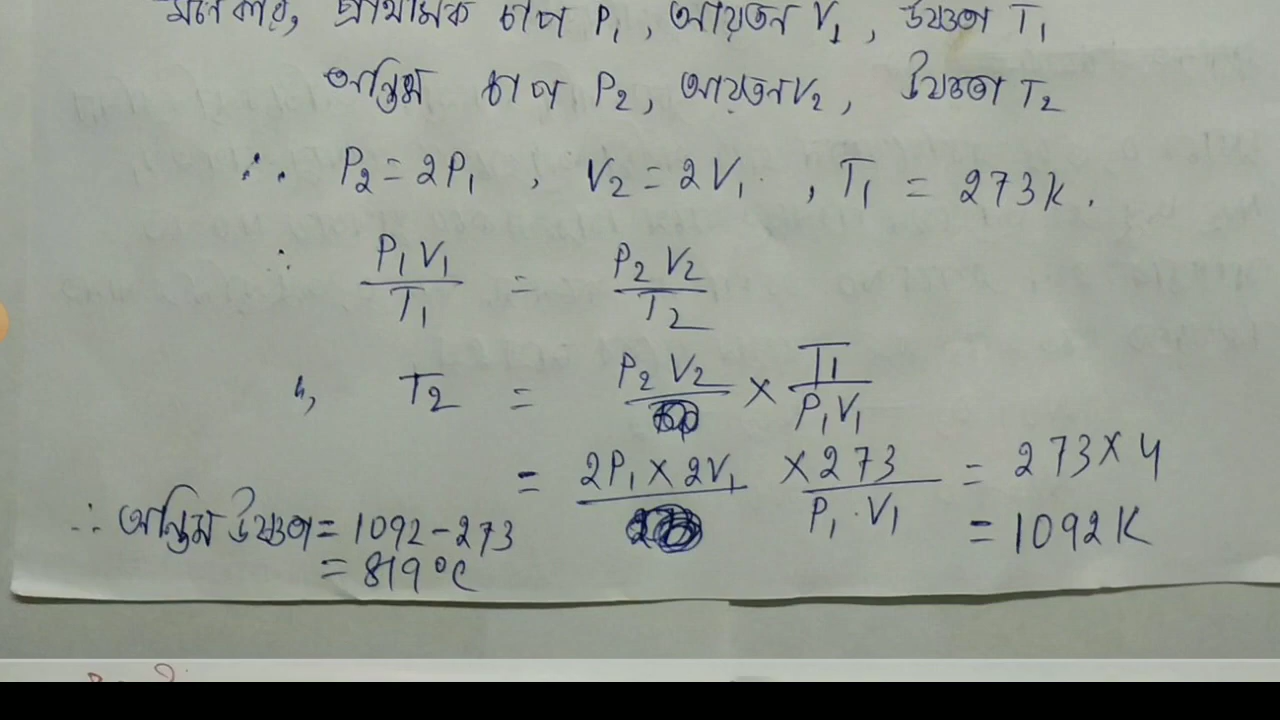 মনে করি, প্রাথমিক চাপ P₁, আয়তন V₁, উষ্ণতা T₁
অন্তিম চাপ P₂, আয়তন V₂, উষ্ণতা T₂
∴ P₂ = 2P₁, V₂ = 2V₁, T₁ = 273K.
∴ P₁V₁/T₁ = P₂V₂/T₂
বা, T₂ = P₂V₂ × T₁/P₁V₁
= 2P₁ × 2V₁ × 273/P₁.V₁ = 273 × 4
= 1092K
∴ অন্তিম উষ্ণতা = 1092 - 273
= 819°C